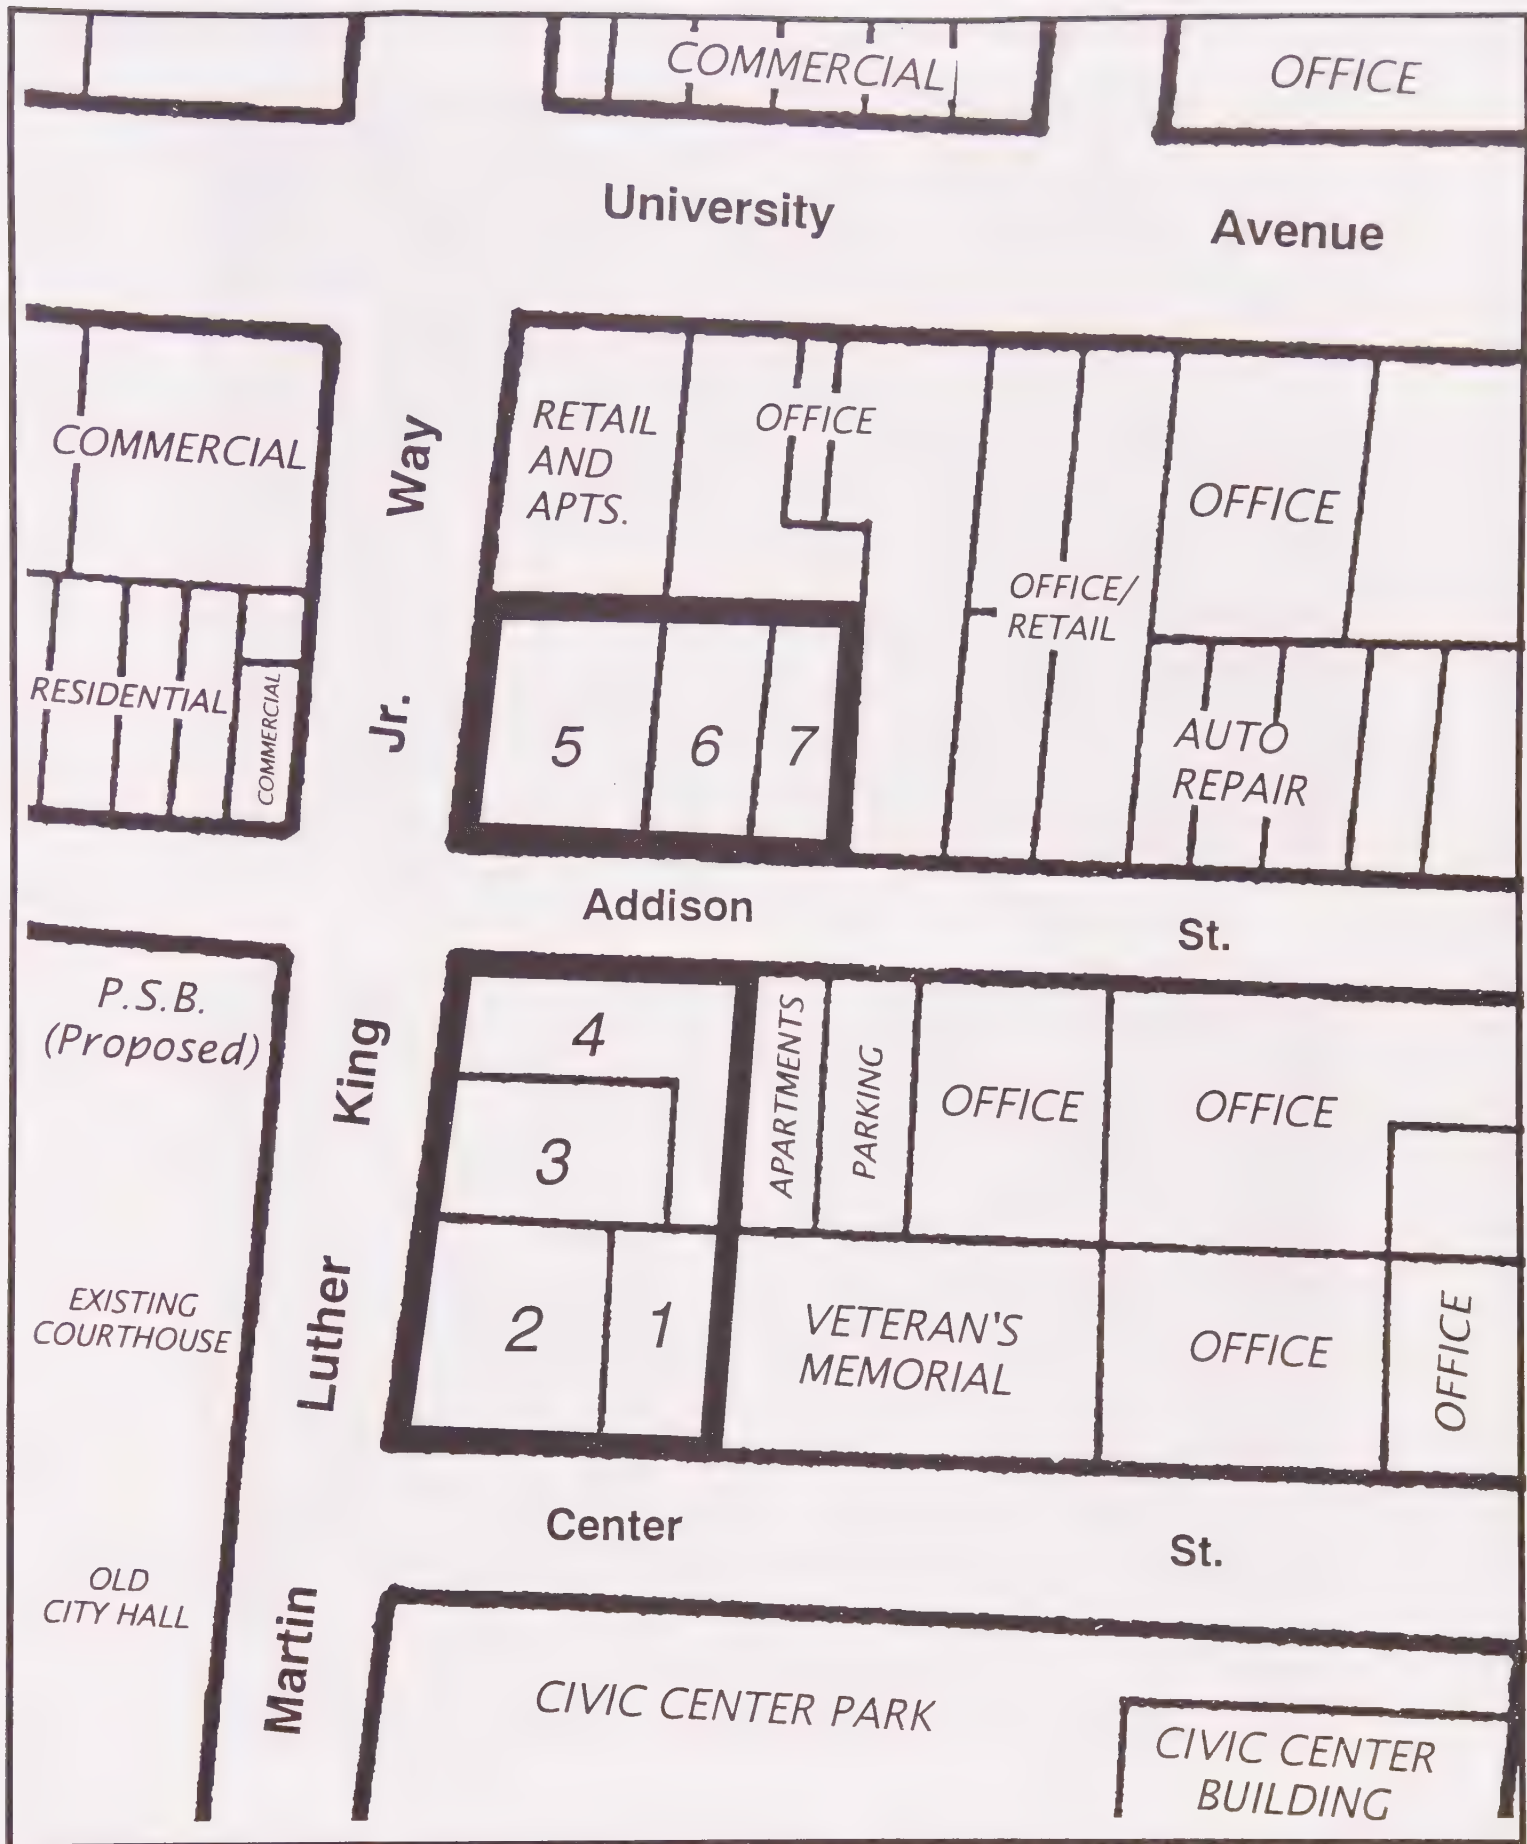 COMMERCIAL
OFFICE
University
Avenue
COMMERCIAL
Way
RETAIL
AND
APTS.
OFFICE
OFFICE
OFFICE/
RETAIL
RESIDENTIAL
COMMERCIAL
Jr.
5
6
7
AUTO
REPAIR
Addison
St.
P.S.B.
(Proposed)
King
4
3
APARTMENTS
PARKING
OFFICE
OFFICE
EXISTING
COURTHOUSE
Luther
2
1
VETERAN'S
MEMORIAL
OFFICE
OFFICE
Center
St.
OLD
CITY HALL
Martin
CIVIC CENTER PARK
CIVIC CENTER
BUILDING